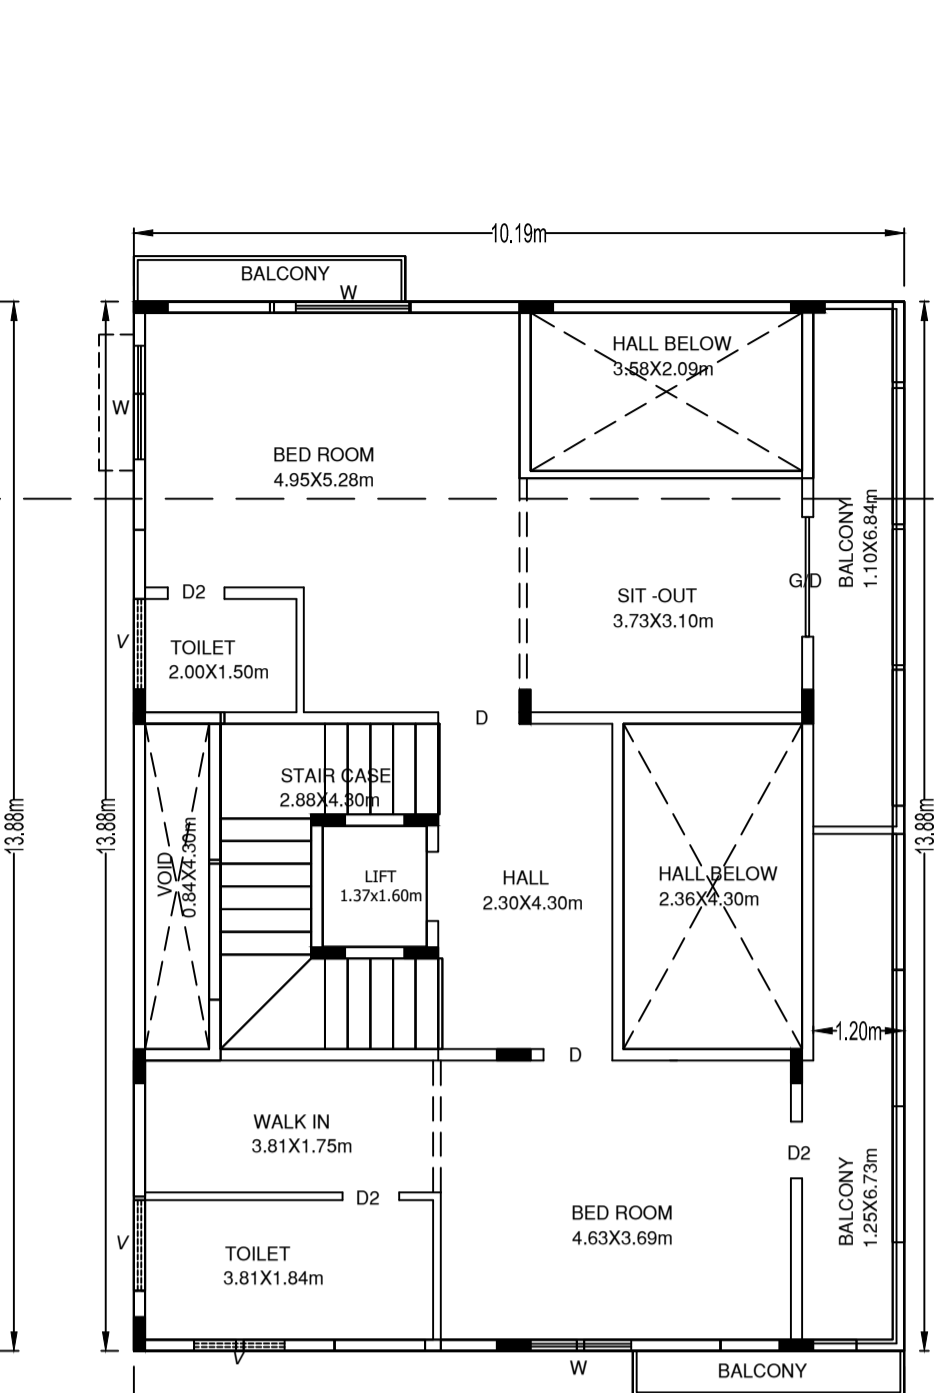 10.19m
BALCONY
W
HALL BELOW
3.58X2.09m
W
BED ROOM
4.95X5.28m
BALCONY
1.10X6.84m
G/D
D2
SIT -OUT
3.73X3.10m
V
TOILET
2.00X1.50m
D
STAIR CASE
2.88X4.30m
13.88m
13.88m
VOID
0.84X4.30m
LIFT
1.37x1.60m
HALL
2.30X4.30m
HALL BELOW
2.36X4.30m
13.88m
1.20m
D
WALK IN
3.81X1.75m
D2
D2
BALCONY
1.25X6.73m
BED ROOM
4.63X3.69m
V
TOILET
3.81X1.84m
V
W
BALCONY